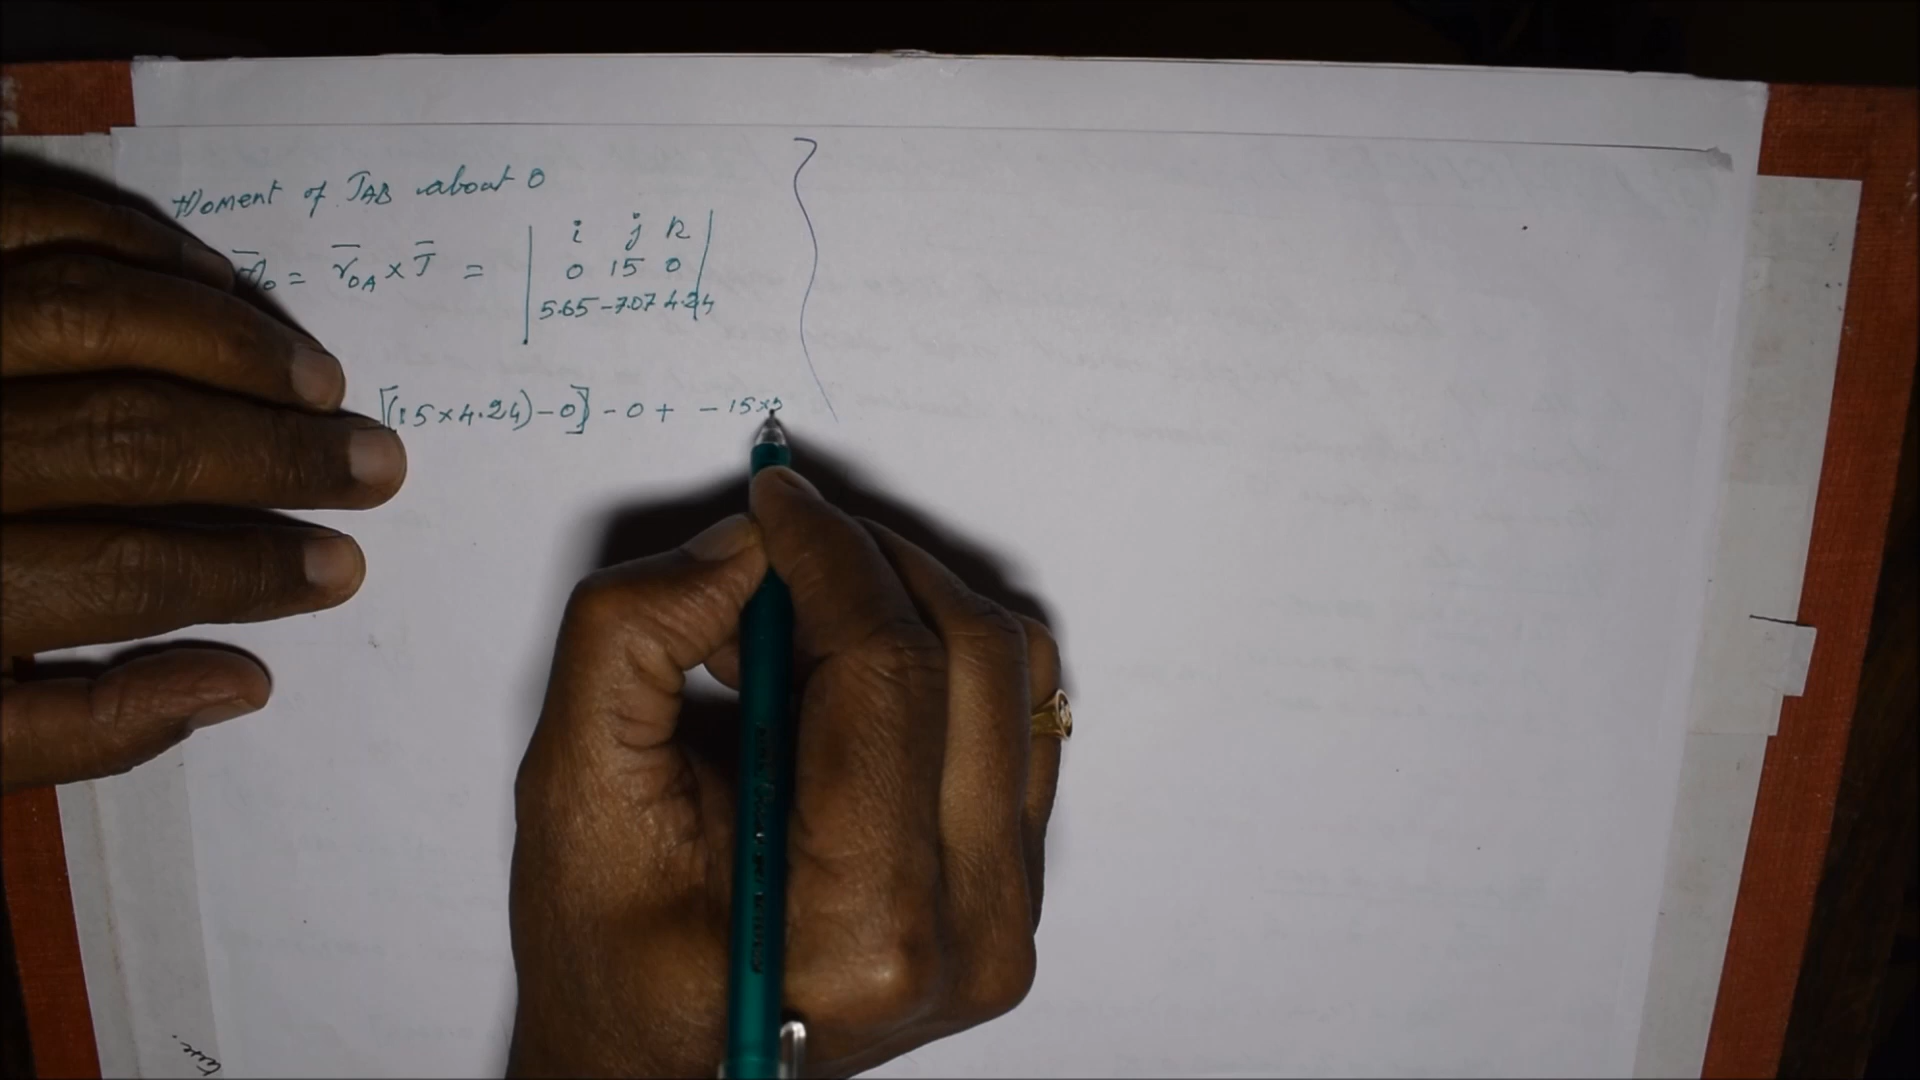 Moment of TAB about O
M̅o = r̅OA × T̅ = | i j k |
0 15 0
5.65 -7.07 4.24
[(15×4.24)-0] - 0 + - 15×5